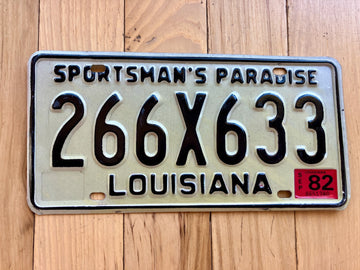 SPORTSMAN'S PARADISE
266X633
LOUISIANA
82